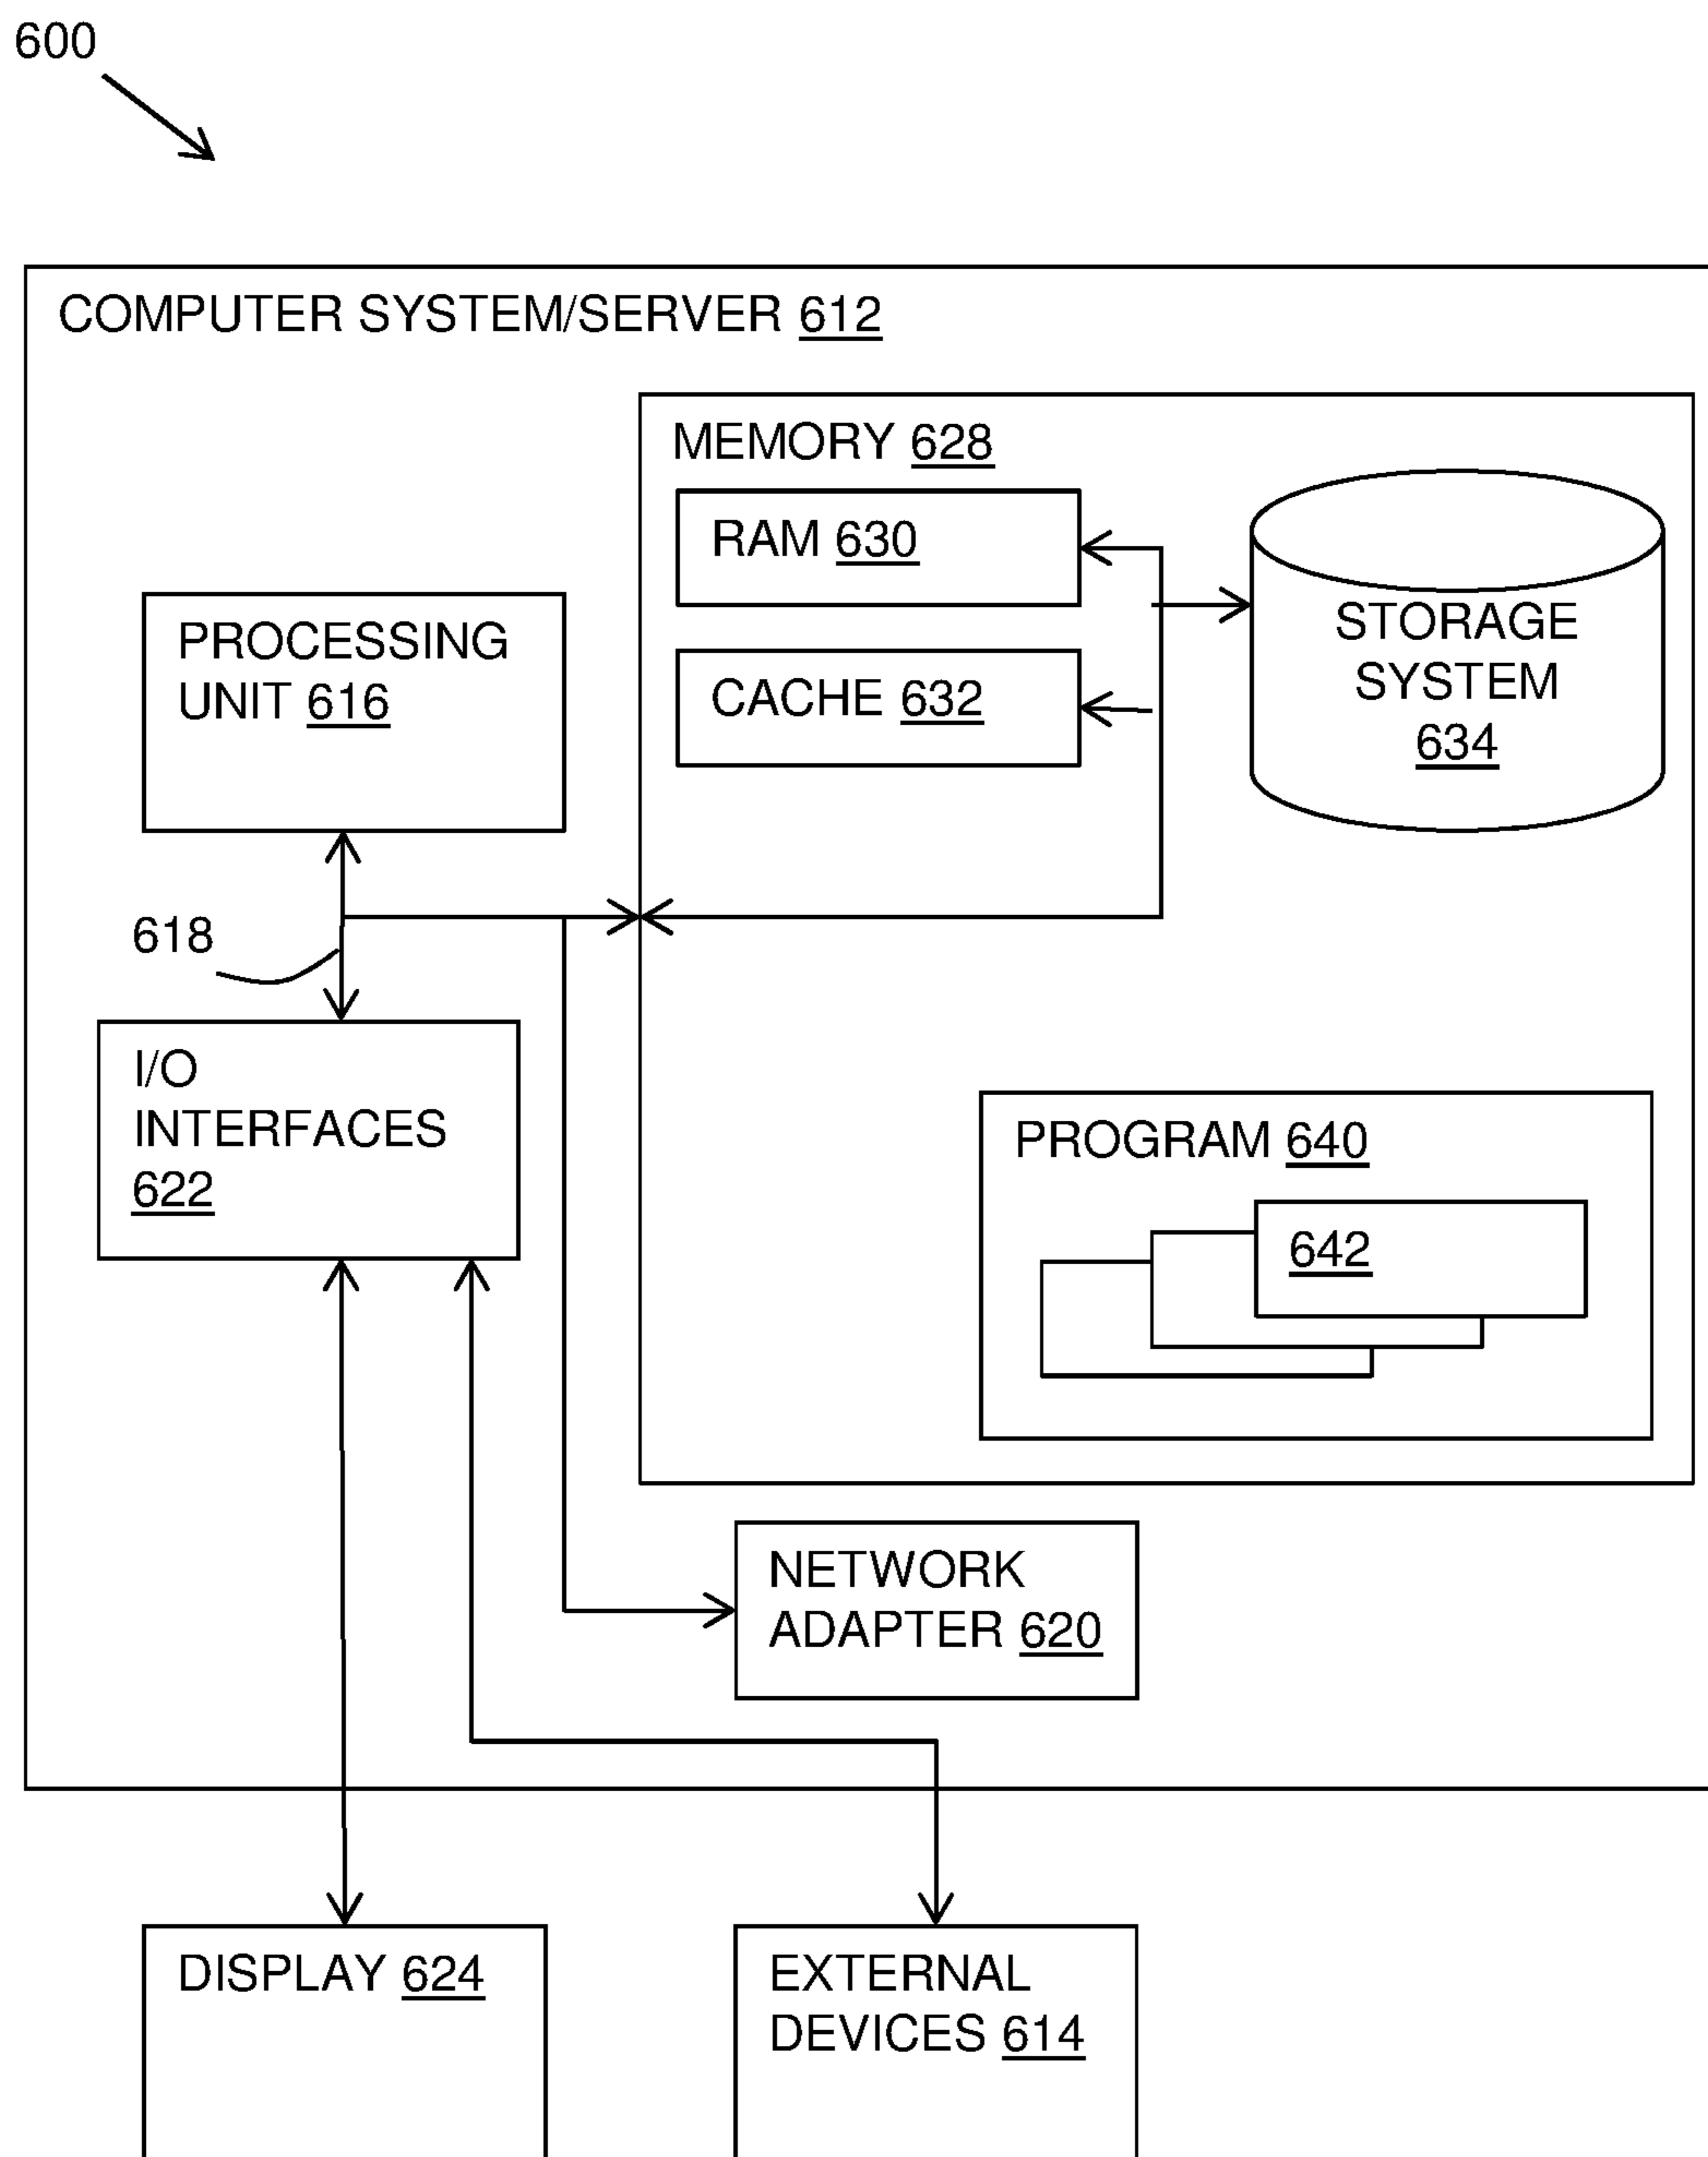 600
COMPUTER SYSTEM/SERVER 612
MEMORY 628
RAM 630
STORAGE
SYSTEM
634
PROCESSING
UNIT 616
CACHE 632
618
I/O
INTERFACES
622
PROGRAM 640
642
NETWORK
ADAPTER 620
DISPLAY 624
EXTERNAL
DEVICES 614